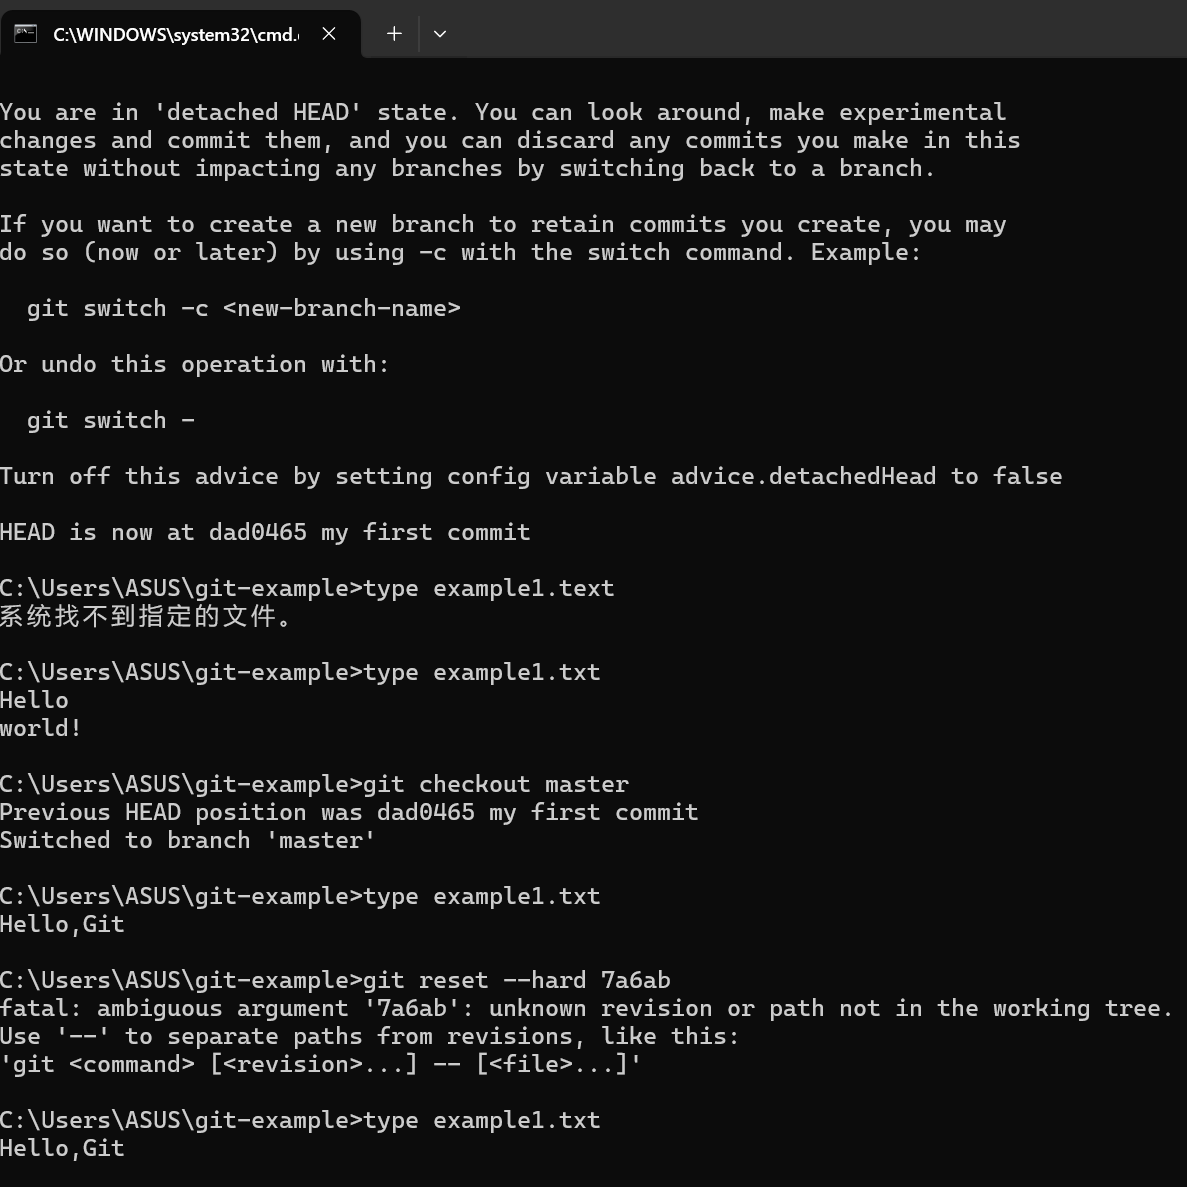 C:\WINDOWS\system32\cmd.
You are in 'detached HEAD' state. You can look around, make experimental
changes and commit them, and you can discard any commits you make in this
state without impacting any branches by switching back to a branch.
If you want to create a new branch to retain commits you create, you may
do so (now or later) by using -c with the switch command. Example:
  git switch -c <new-branch-name>
Or undo this operation with:
  git switch -
Turn off this advice by setting config variable advice.detachedHead to false
HEAD is now at dad0465 my first commit
C:\Users\ASUS\git-example>type example1.text
系统找不到指定的文件。
C:\Users\ASUS\git-example>type example1.txt
Hello
world!
C:\Users\ASUS\git-example>git checkout master
Previous HEAD position was dad0465 my first commit
Switched to branch 'master'
C:\Users\ASUS\git-example>type example1.txt
Hello,Git
C:\Users\ASUS\git-example>git reset --hard 7a6ab
fatal: ambiguous argument '7a6ab': unknown revision or path not in the working tree.
Use '--' to separate paths from revisions, like this:
'git <command> [<revision>...] -- [<file>...]'
C:\Users\ASUS\git-example>type example1.txt
Hello,Git